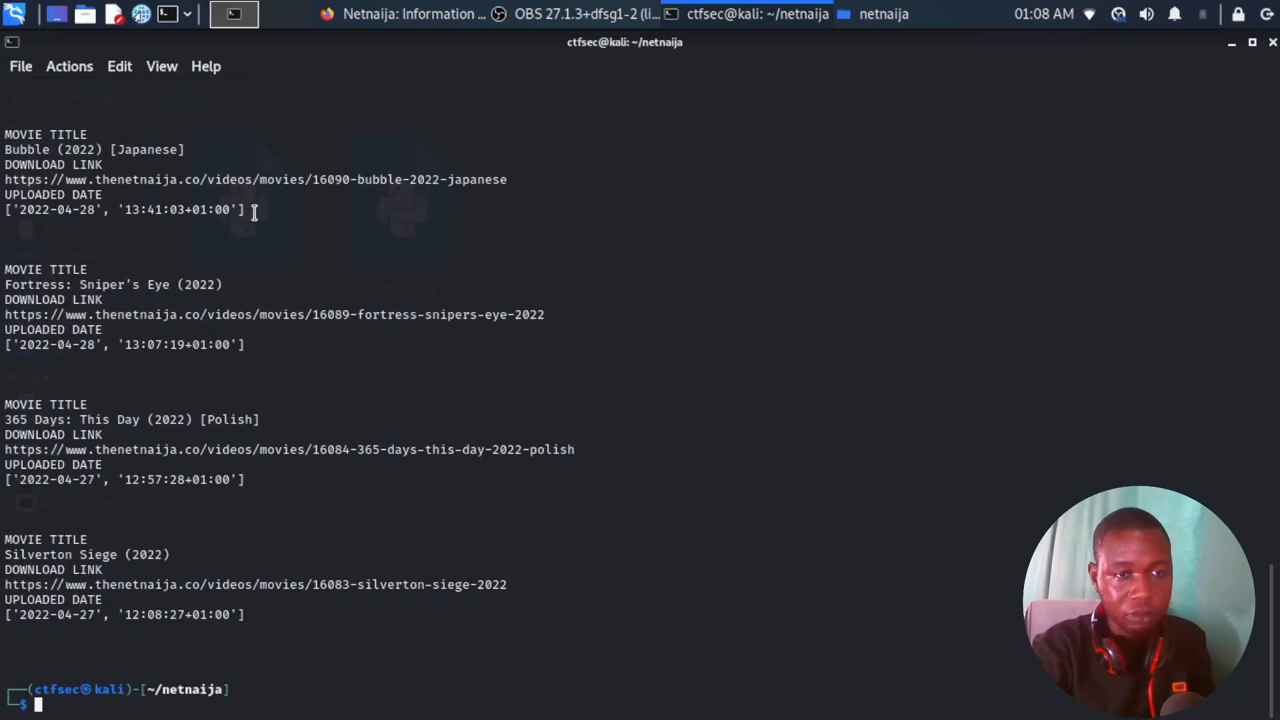 Netnaija: Information ...
OBS 27.1.3+dfsg1-2 (li...
ctfsec@kali: ~/netnaija
netnaija
01:08 AM
ctfsec@kali: ~/netnaija
File Actions Edit View Help
MOVIE TITLE
Bubble (2022) [Japanese]
DOWNLOAD LINK
https://www.thenetnaija.co/videos/movies/16090-bubble-2022-japanese
UPLOADED DATE
['2022-04-28', '13:41:03+01:00']
MOVIE TITLE
Fortress: Sniper's Eye (2022)
DOWNLOAD LINK
https://www.thenetnaija.co/videos/movies/16089-fortress-snipers-eye-2022
UPLOADED DATE
['2022-04-28', '13:07:19+01:00']
MOVIE TITLE
365 Days: This Day (2022) [Polish]
DOWNLOAD LINK
https://www.thenetnaija.co/videos/movies/16084-365-days-this-day-2022-polish
UPLOADED DATE
['2022-04-27', '12:57:28+01:00']
MOVIE TITLE
Silverton Siege (2022)
DOWNLOAD LINK
https://www.thenetnaija.co/videos/movies/16083-silverton-siege-2022
UPLOADED DATE
['2022-04-27', '12:08:27+01:00']
┌──(ctfsec㉿kali)-[~/netnaija]
└─$